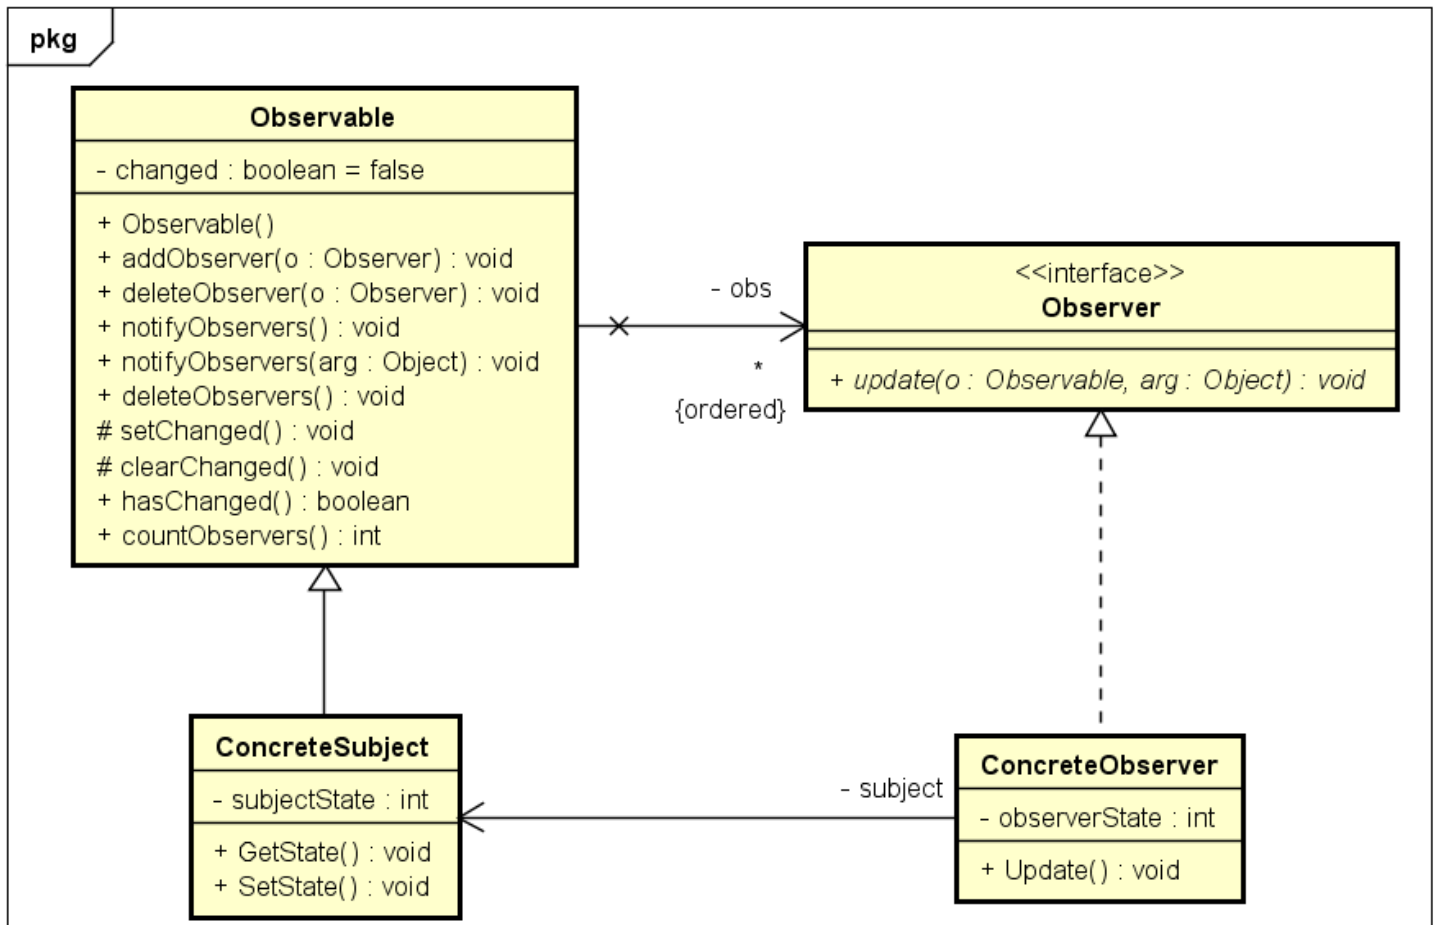 pkg
Observable
- changed : boolean = false
+ Observable()
+ addObserver(o : Observer) : void
+ deleteObserver(o : Observer) : void
+ notifyObservers() : void
+ notifyObservers(arg : Object) : void
+ deleteObservers() : void
# setChanged() : void
# clearChanged() : void
+ hasChanged() : boolean
+ countObservers() : int
- obs
*
{ordered}
<<interface>>
Observer
+ update(o : Observable, arg : Object) : void
ConcreteSubject
- subjectState : int
+ GetState() : void
+ SetState() : void
- subject
ConcreteObserver
- observerState : int
+ Update() : void